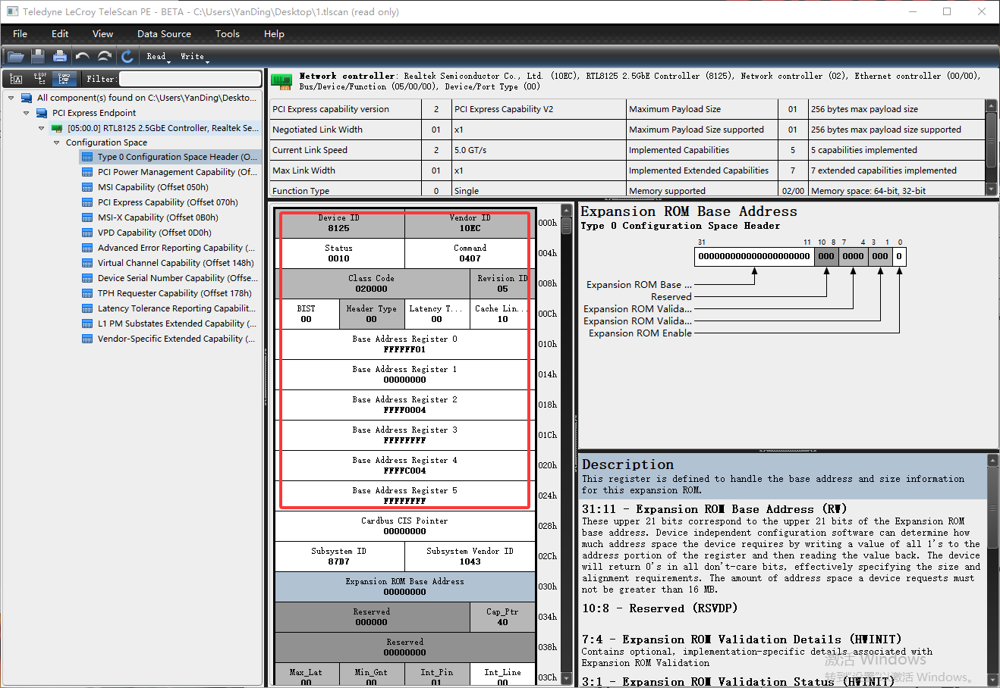 Teledyne LeCroy TeleScan PE - BETA - C:\Users\YanDing\Desktop\1.tlscan (read only)
File Edit View Data Source Tools Help
Read Write
Filter:
All component(s) found on C:\Users\YanDing\Deskto...
PCI Express Endpoint
[05:00.0] RTL8125 2.5GbE Controller, Realtek Se...
Configuration Space
Type 0 Configuration Space Header (O...
PCI Power Management Capability (Of...
MSI Capability (Offset 050h)
PCI Express Capability (Offset 070h)
MSI-X Capability (Offset 0B0h)
VPD Capability (Offset 0D0h)
Advanced Error Reporting Capability (...
Virtual Channel Capability (Offset 148h)
Device Serial Number Capability (Offse...
TPH Requester Capability (Offset 178h)
Latency Tolerance Reporting Capabilit...
L1 PM Substates Extended Capability (...
Vendor-Specific Extended Capability (...
Network controller: Realtek Semiconductor Co., Ltd. (10EC), RTL8125 2.5GbE Controller (8125), Network controller (02), Ethernet controller (00/00),
Bus/Device/Function (05/00/00), Device/Port Type (00)
PCI Express capability version 2 PCI Express Capability V2 Maximum Payload Size 01 256 bytes max payload size
Negotiated Link Width 01 x1 Maximum Payload Size supported 01 256 bytes max payload size supported
Current Link Speed 2 5.0 GT/s Implemented Capabilities 5 5 capabilities implemented
Max Link Width 01 x1 Implemented Extended Capabilities 7 7 extended capabilities implemented
Function Type 0 Single Memory supported 02/00 Memory space: 64-bit, 32-bit
Device ID Vendor ID
8125 10EC 000h
Status Command
0010 0407 004h
Class Code Revision ID
020000 05 008h
BIST Header Type Latency T... Cache Lin...
00 00 00 10 00Ch
Base Address Register 0
FFFFFF01 010h
Base Address Register 1
00000000 014h
Base Address Register 2
FFFF0004 018h
Base Address Register 3
FFFFFFFF 01Ch
Base Address Register 4
FFFFC004 020h
Base Address Register 5
FFFFFFFF 024h
Cardbus CIS Pointer
00000000 028h
Subsystem ID Subsystem Vendor ID
87D7 1043 02Ch
Expansion ROM Base Address
00000000 030h
Reserved Cap_Ptr
000000 40 034h
Reserved
00000000 038h
Max_Lat Min_Gnt Int_Pin Int_Line
00 00 01 00 03Ch
Expansion ROM Base Address
Type 0 Configuration Space Header
31 11 10 8 7 4 3 1 0
000000000000000000000 000 0000 000 0
Expansion ROM Base ...
Reserved
Expansion ROM Valida...
Expansion ROM Valida...
Expansion ROM Enable
Description
This register is defined to handle the base address and size information
for this expansion ROM.
31:11 - Expansion ROM Base Address (RW)
These upper 21 bits correspond to the upper 21 bits of the Expansion ROM
base address. Device independent configuration software can determine how
much address space the device requires by writing a value of all 1's to the
address portion of the register and then reading the value back. The device
will return 0's in all don't-care bits, effectively specifying the size and
alignment requirements. The amount of address space a device requests must
not be greater than 16 MB.
10:8 - Reserved (RSVDP)
7:4 - Expansion ROM Validation Details (HWINIT)
Contains optional, implementation-specific details associated with
Expansion ROM Validation
3:1 - Expansion ROM Validation Status (HWINIT)
激活 Windows
转到“设置”以激活 Windows。